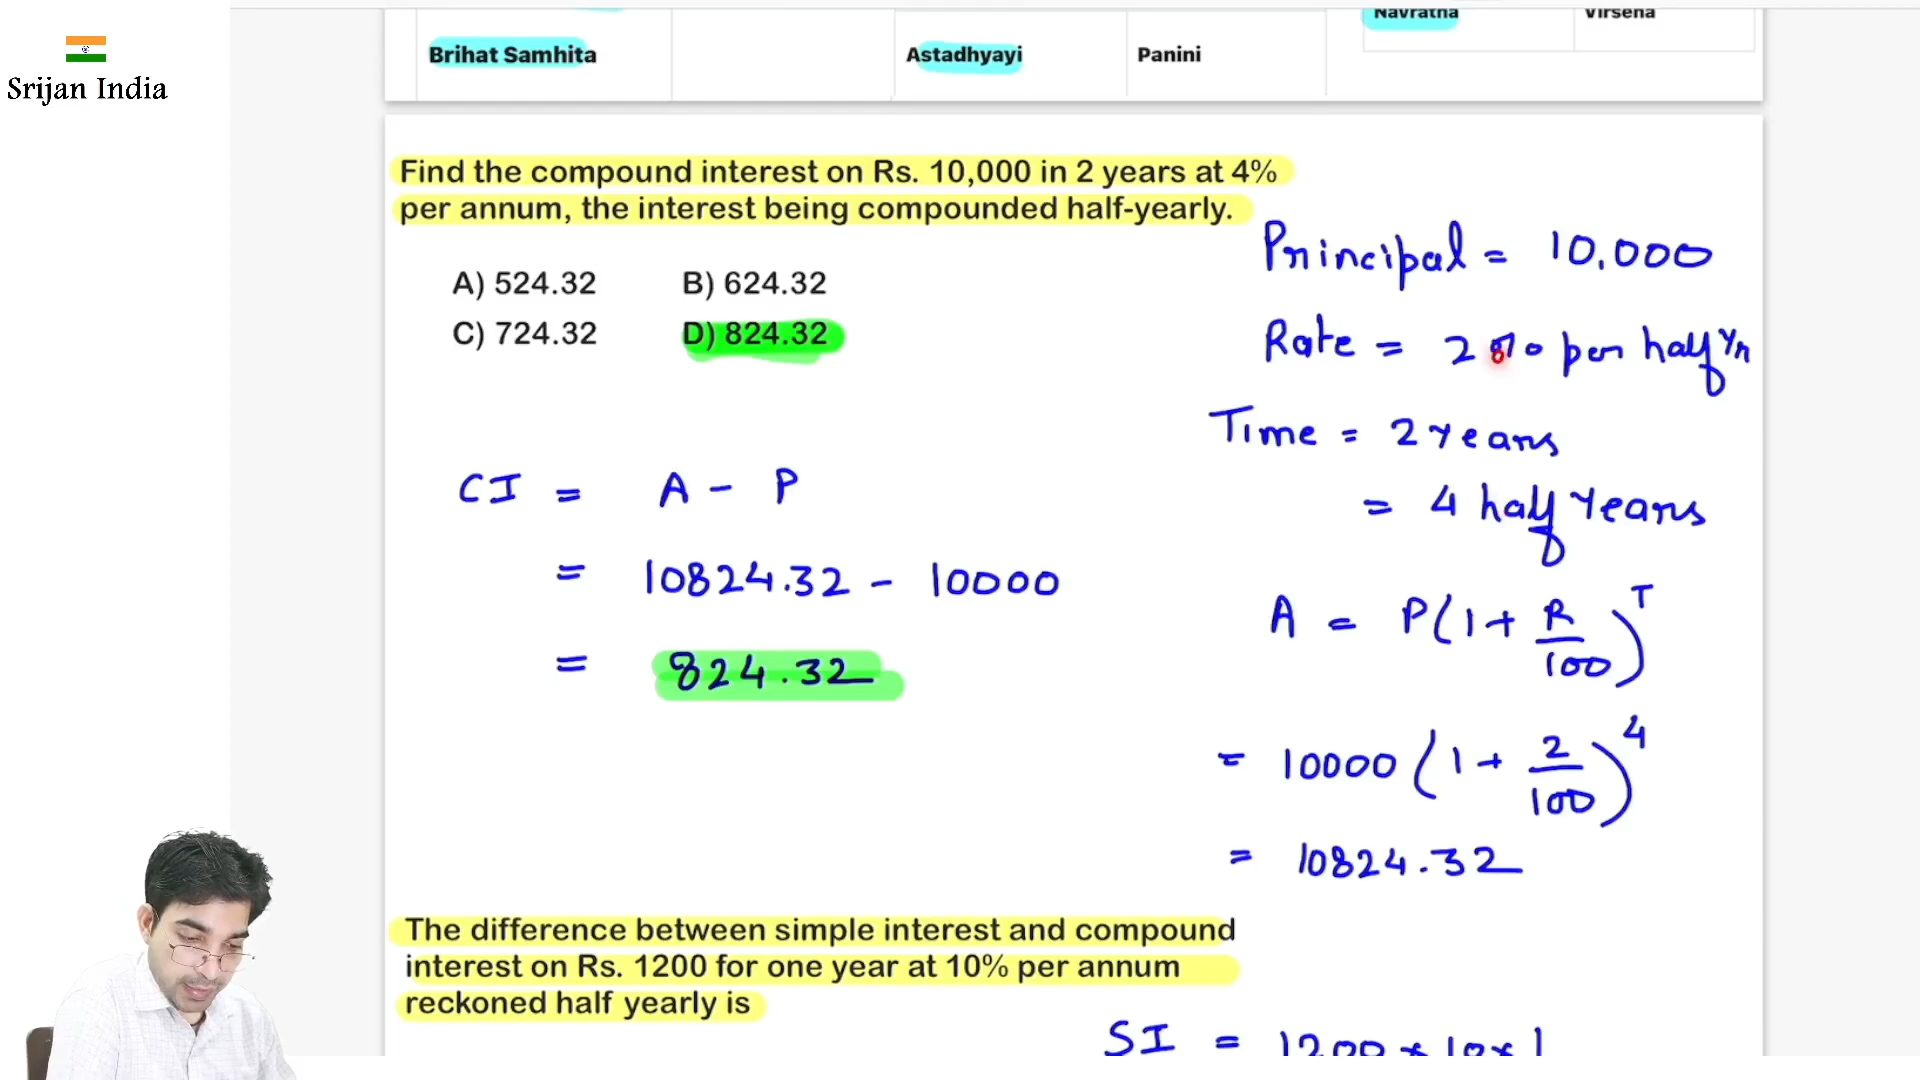 Navratna Virsena
Brihat Samhita Astadhyayi Panini
Srijan India
Find the compound interest on Rs. 10,000 in 2 years at 4%
per annum, the interest being compounded half-yearly.
A) 524.32 B) 624.32
C) 724.32 D) 824.32
Principal = 10,000
Rate = 2% per half yr
Time = 2 years
= 4 half years
CI = A - P
= 10824.32 - 10000
= 824.32
A = P(1 + R/100)^T
= 10000 (1 + 2/100)^4
= 10824.32
The difference between simple interest and compound
interest on Rs. 1200 for one year at 10% per annum
reckoned half yearly is
SI = 1200 × 10 × 1